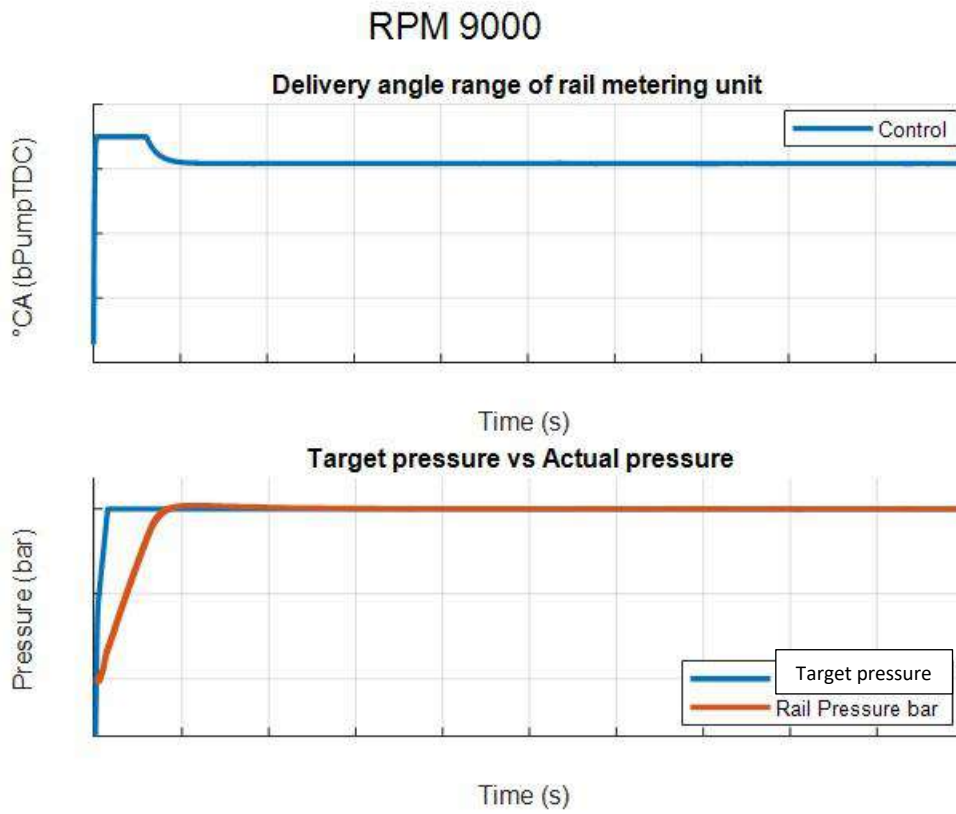 RPM 9000
Delivery angle range of rail metering unit
Control
°CA (bPumpTDC)
Time (s)
Target pressure vs Actual pressure
Pressure (bar)
Target pressure
Rail Pressure bar
Time (s)